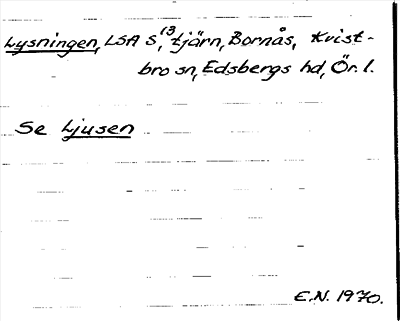 Lysningen, LSA S, 13 tjärn, Bornås, Kvist-
bro sn, Edsbergs hd, Ör. l.
Se Ljusen
E.N. 1970.